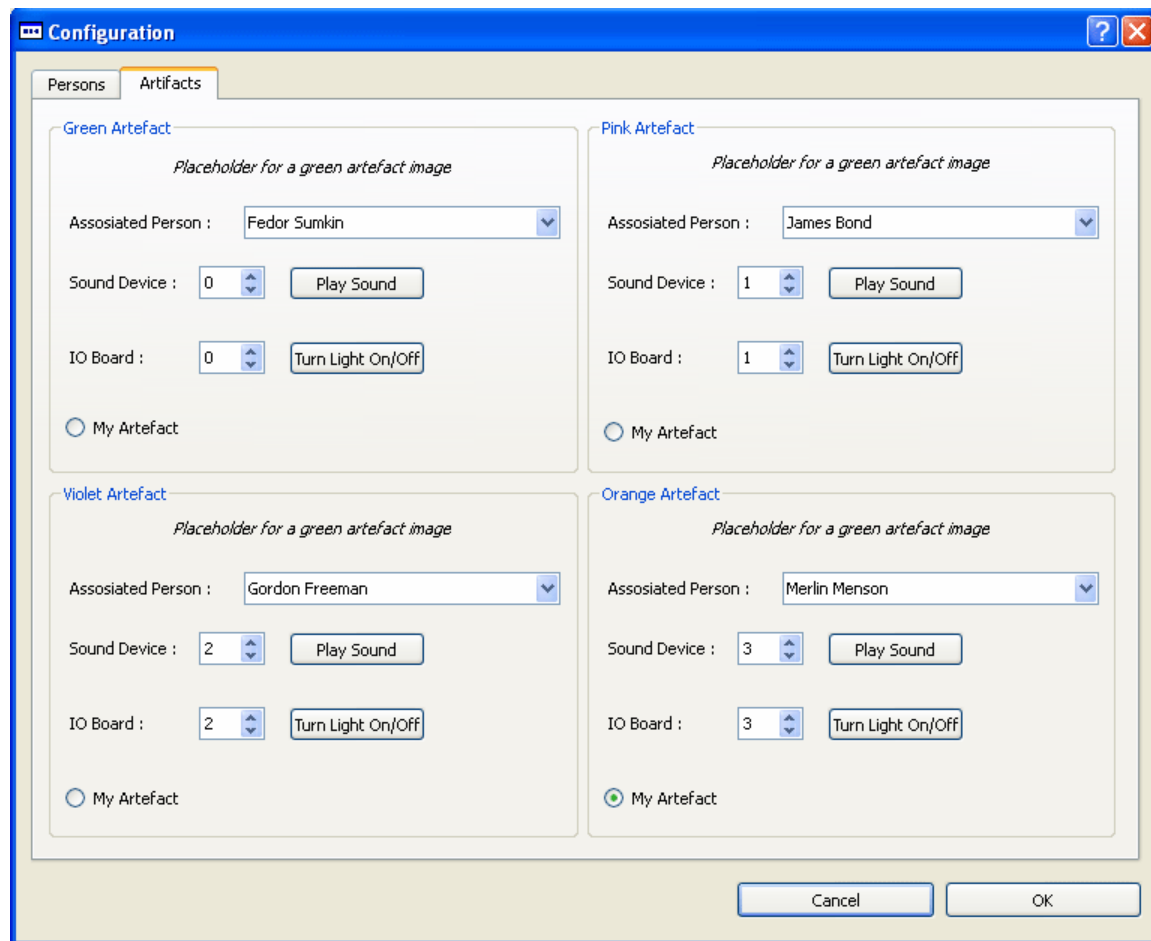 Configuration
Persons Artifacts
Green Artefact
Placeholder for a green artefact image
Assosiated Person : Fedor Sumkin
Sound Device : 0 Play Sound
IO Board : 0 Turn Light On/Off
My Artefact
Pink Artefact
Placeholder for a green artefact image
Assosiated Person : James Bond
Sound Device : 1 Play Sound
IO Board : 1 Turn Light On/Off
My Artefact
Violet Artefact
Placeholder for a green artefact image
Assosiated Person : Gordon Freeman
Sound Device : 2 Play Sound
IO Board : 2 Turn Light On/Off
My Artefact
Orange Artefact
Placeholder for a green artefact image
Assosiated Person : Merlin Menson
Sound Device : 3 Play Sound
IO Board : 3 Turn Light On/Off
My Artefact
Cancel OK